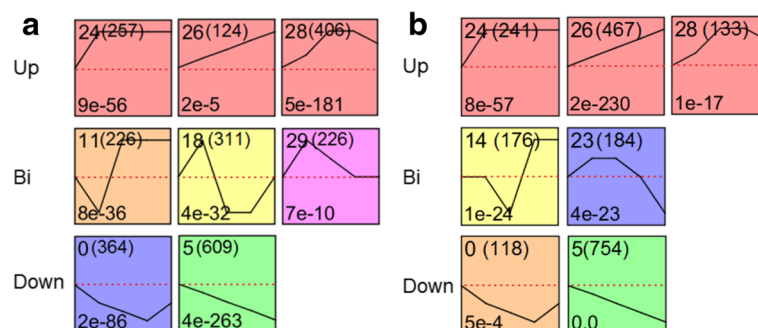 a
b
24(257)
26(124)
28(406)
24(241)
26(467)
28 (133)
Up
Up
9e-56
2e-5
5e-181
8e-57
2e-230
1e-17
11(226)
18(311)
29(226)
14 (176)
23(184)
Bi
Bi
8e-36
4e-32
7e-10
1e-24
4e-23
0(364)
5(609)
0 (118)
5(754)
Down
Down
2e-86
4e-263
5e-4
0.0